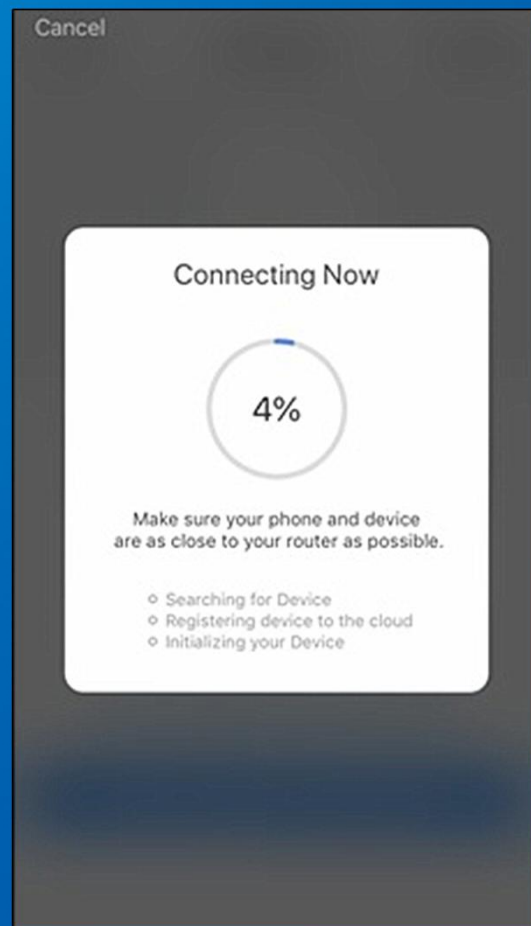 Cancel
Connecting Now
4%
Make sure your phone and device
are as close to your router as possible.
Searching for Device
Registering device to the cloud
Initializing your Device